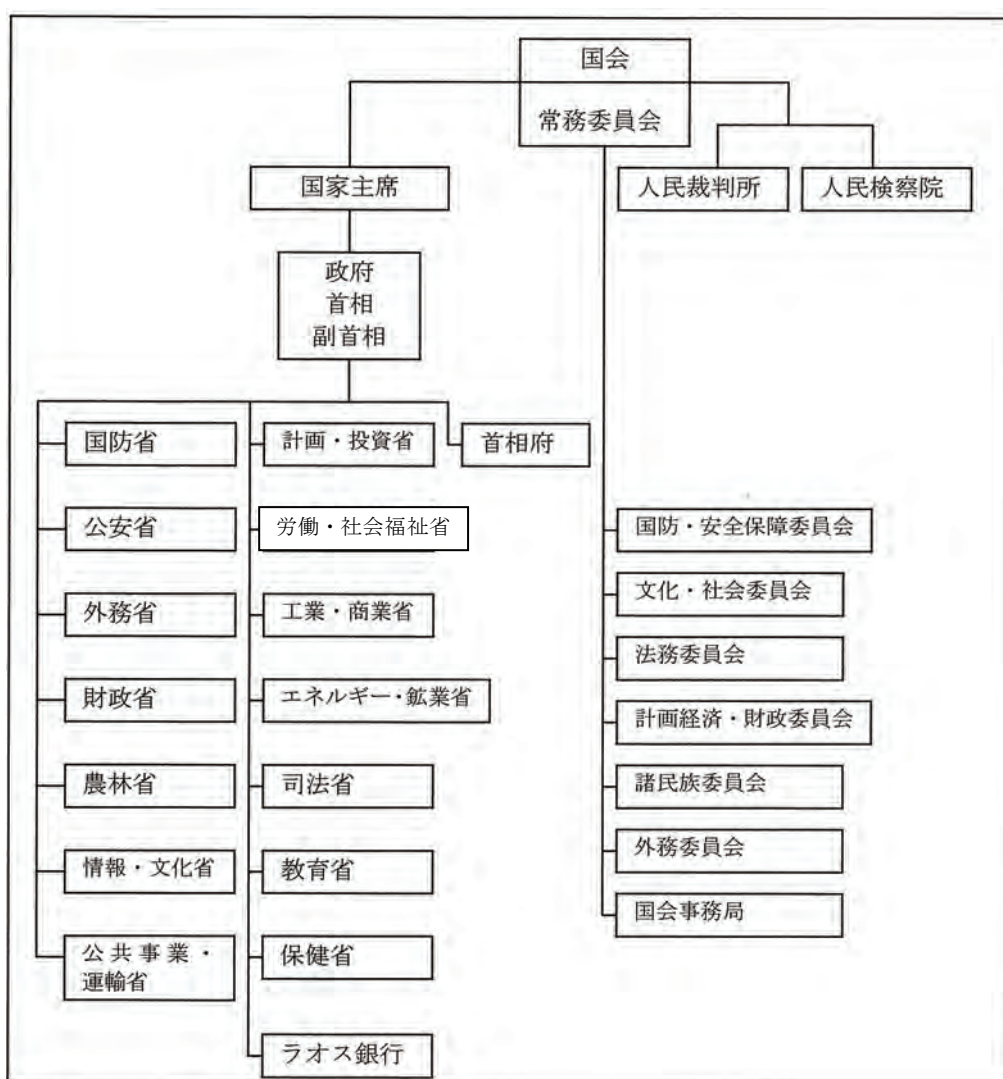 国会
常務委員会
国家主席
人民裁判所
人民検察院
政府
首相
副首相
国防省
計画・投資省
首相府
公安省
労働・社会福祉省
国防・安全保障委員会
外務省
工業・商業省
文化・社会委員会
法務委員会
財政省
エネルギー・鉱業省
計画経済・財政委員会
農林省
司法省
諸民族委員会
情報・文化省
教育省
外務委員会
国会事務局
公共事業・
運輸省
保健省
ラオス銀行